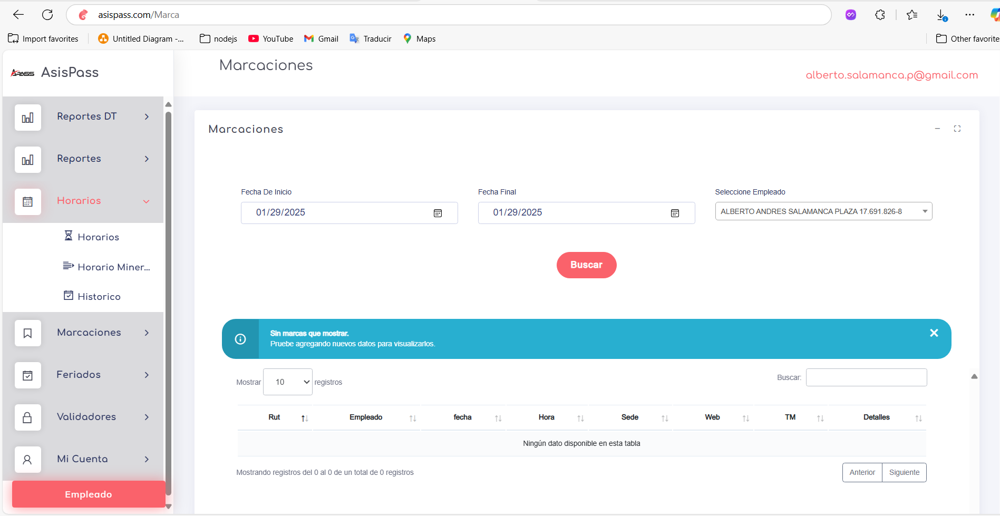 asispass.com/Marca
Import favorites
Untitled Diagram -...
nodejs
YouTube
Gmail
Traducir
Maps
Other favorite
APASS AsisPass
Marcaciones
alberto.salamanca.p@gmail.com
Reportes DT
Reportes
Horarios
Horarios
Horario Miner...
Historico
Marcaciones
Feriados
Validadores
Mi Cuenta
Empleado
Marcaciones
Fecha De Inicio
Fecha Final
Seleccione Empleado
01/29/2025
01/29/2025
ALBERTO ANDRES SALAMANCA PLAZA 17.691.826-8
Buscar
Sin marcas que mostrar.
Pruebe agregando nuevos datos para visualizarlos.
Mostrar 10 registros
Buscar:
Rut Empleado fecha Hora Sede Web TM Detalles
Ningún dato disponible en esta tabla
Mostrando registros del 0 al 0 de un total de 0 registros
Anterior Siguiente